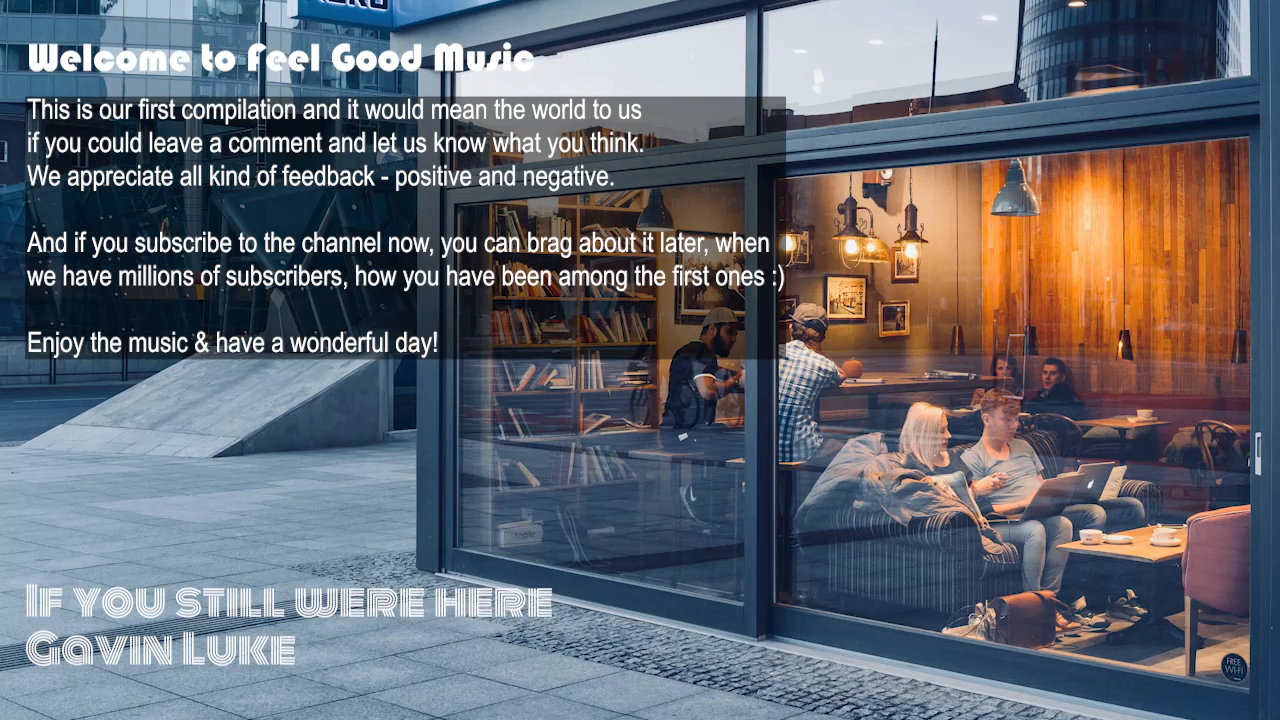 Welcome to Feel Good Music
This is our first compilation and it would mean the world to us
if you could leave a comment and let us know what you think.
We appreciate all kind of feedback - positive and negative.
And if you subscribe to the channel now, you can brag about it later, when
we have millions of subscribers, how you have been among the first ones :)
Enjoy the music & have a wonderful day!
If you still were here
Gavin Luke
FREE
WI-FI